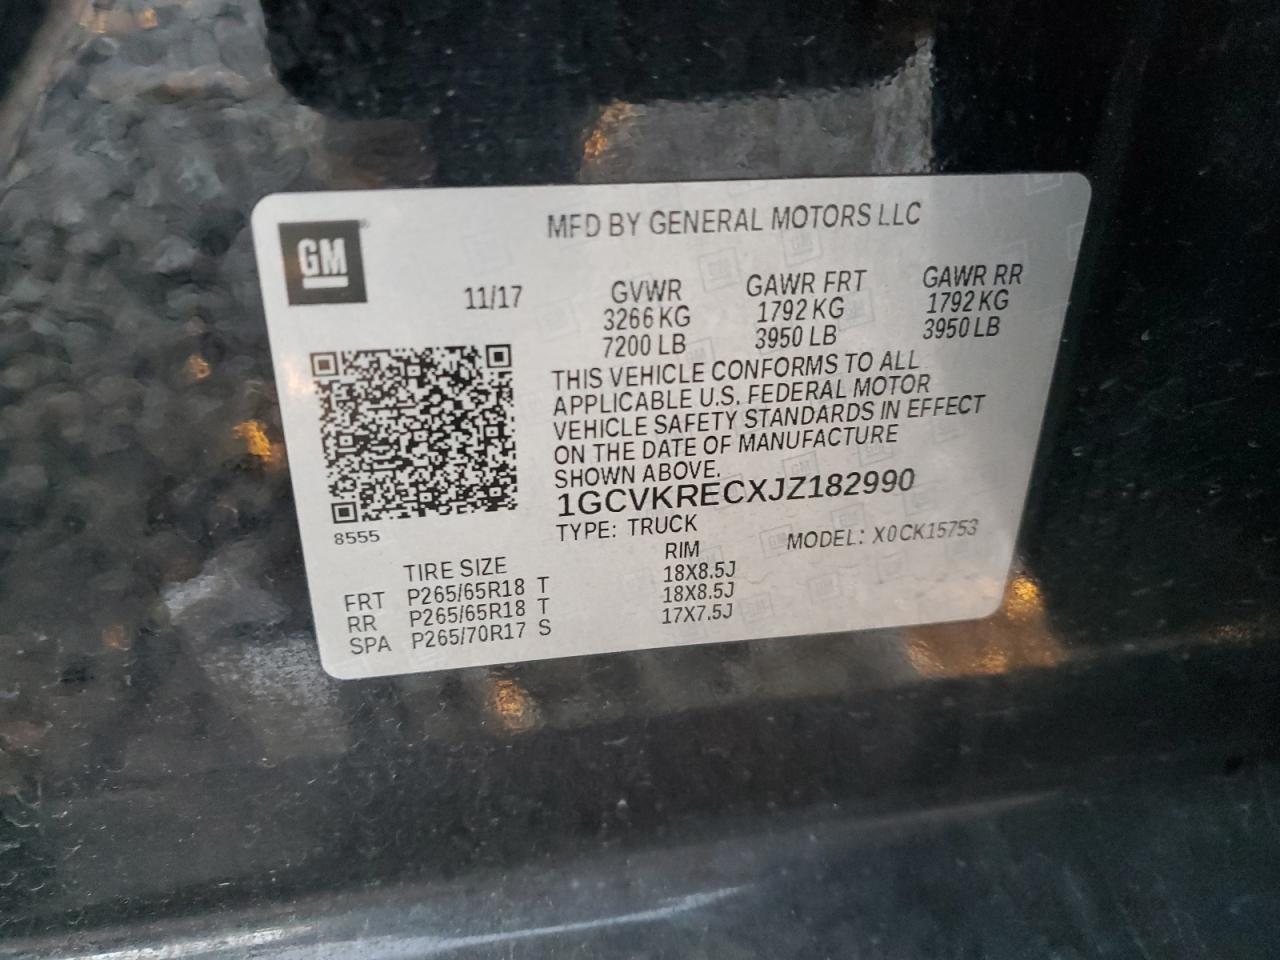 GM
MFD BY GENERAL MOTORS LLC
11/17
GVWR GAWR FRT GAWR RR
3266 KG 1792 KG 1792 KG
7200 LB 3950 LB 3950 LB
THIS VEHICLE CONFORMS TO ALL
APPLICABLE U.S. FEDERAL MOTOR
VEHICLE SAFETY STANDARDS IN EFFECT
ON THE DATE OF MANUFACTURE
SHOWN ABOVE.
1GCVKRECXJZ182990
8555
TYPE: TRUCK MODEL: X0CK15753
TIRE SIZE RIM
FRT P265/65R18 T 18X8.5J
RR P265/65R18 T 18X8.5J
SPA P265/70R17 S 17X7.5J